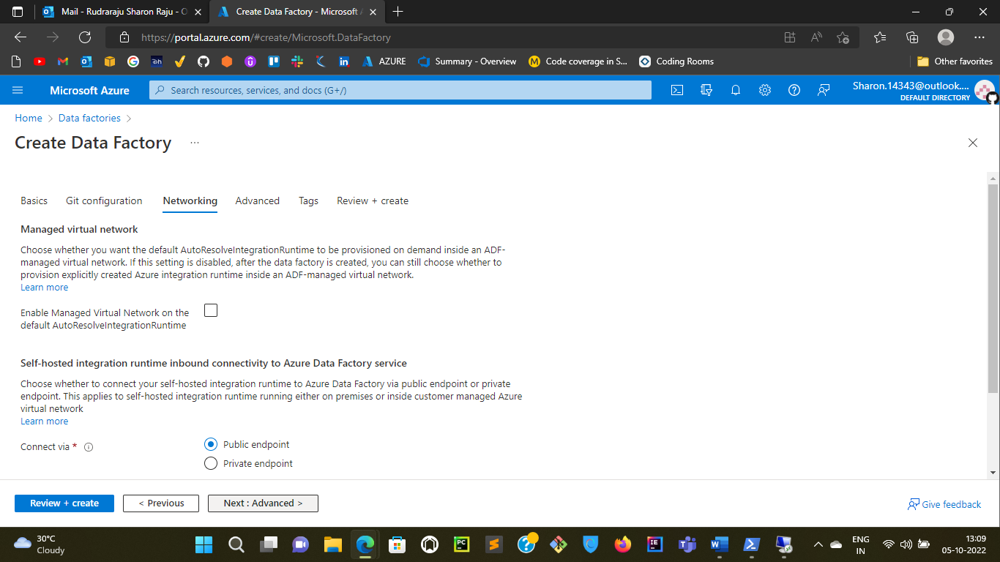 Mail - Rudraraju Sharon Raju - O
Create Data Factory - Microsoft A
https://portal.azure.com/#create/Microsoft.DataFactory
AZURE
Summary - Overview
Code coverage in S...
Coding Rooms
Other favorites
Microsoft Azure
Search resources, services, and docs (G+/)
Sharon.14343@outlook....
DEFAULT DIRECTORY
Home > Data factories >
Create Data Factory ...
Basics Git configuration Networking Advanced Tags Review + create
Managed virtual network
Choose whether you want the default AutoResolveIntegrationRuntime to be provisioned on demand inside an ADF-
managed virtual network. If this setting is disabled, after the data factory is created, you can still choose whether to
provision explicitly created Azure integration runtime inside an ADF-managed virtual network.
Learn more
Enable Managed Virtual Network on the
default AutoResolveIntegrationRuntime
Self-hosted integration runtime inbound connectivity to Azure Data Factory service
Choose whether to connect your self-hosted integration runtime to Azure Data Factory via public endpoint or private
endpoint. This applies to self-hosted integration runtime running either on premises or inside customer managed Azure
virtual network
Learn more
Connect via *
Public endpoint
Private endpoint
Review + create
< Previous
Next : Advanced >
Give feedback
30°C
Cloudy
ENG
IN
13:09
05-10-2022